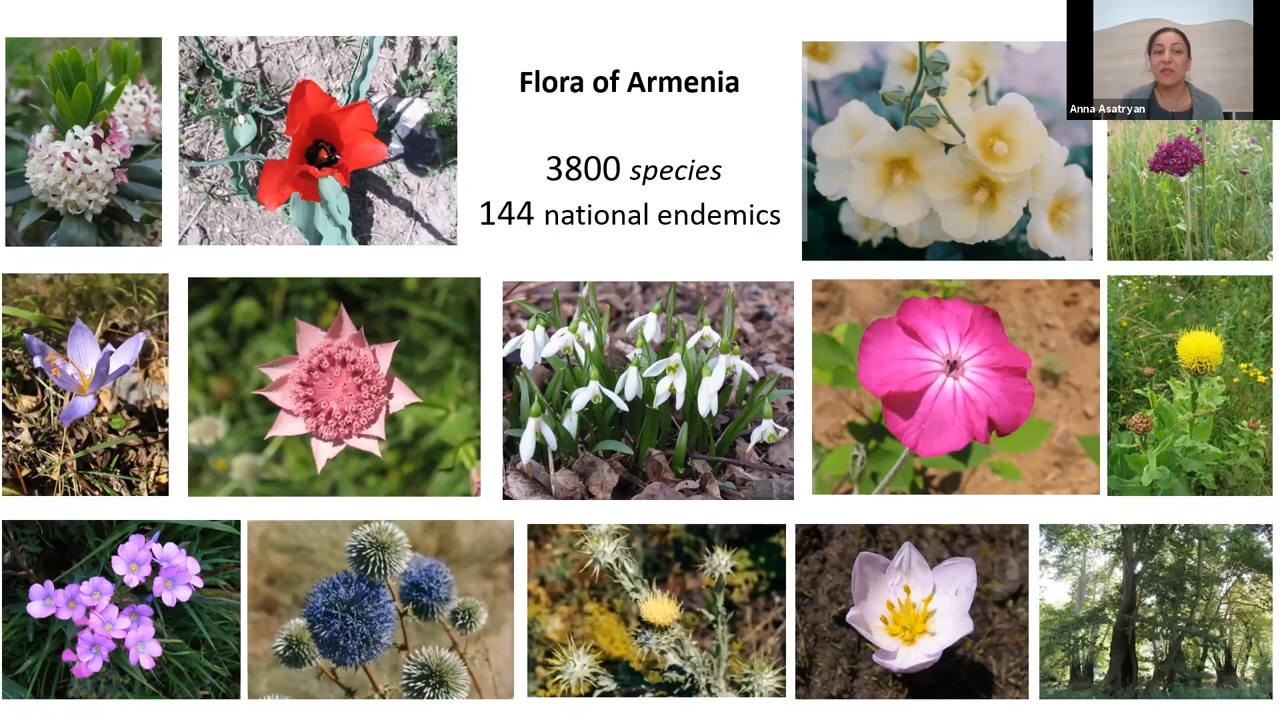 Flora of Armenia
3800 species
144 national endemics
Anna Asatryan